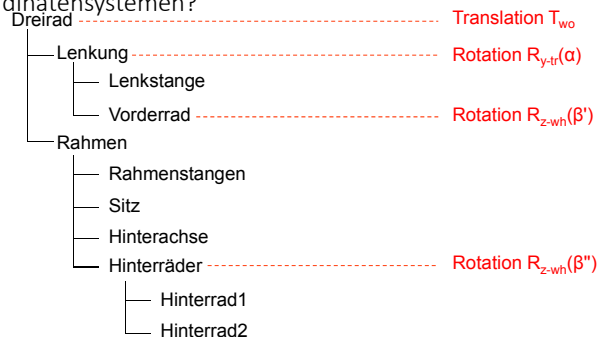 dinatensystemen?
Dreirad Translation T_wo
Lenkung Rotation R_y-tr(α)
Lenkstange
Vorderrad Rotation R_z-wh(β')
Rahmen
Rahmenstangen
Sitz
Hinterachse
Hinterräder Rotation R_z-wh(β")
Hinterrad1
Hinterrad2